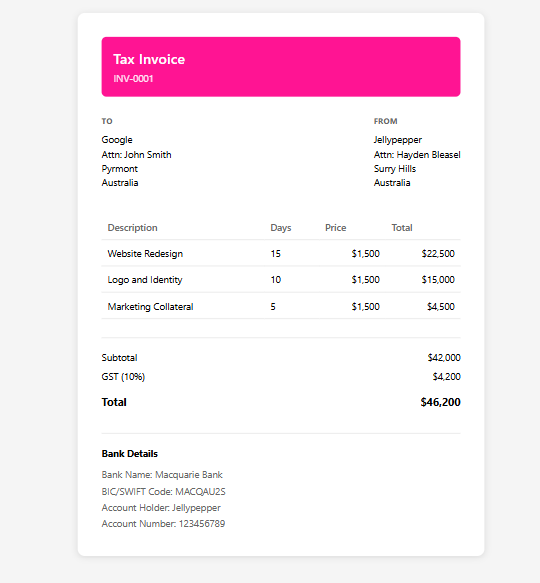 Tax Invoice
INV-0001
TO
Google
Attn: John Smith
Pyrmont
Australia
FROM
Jellypepper
Attn: Hayden Bleasel
Surry Hills
Australia
Description Days Price Total
Website Redesign 15 $1,500 $22,500
Logo and Identity 10 $1,500 $15,000
Marketing Collateral 5 $1,500 $4,500
Subtotal $42,000
GST (10%) $4,200
Total $46,200
Bank Details
Bank Name: Macquarie Bank
BIC/SWIFT Code: MACQAU2S
Account Holder: Jellypepper
Account Number: 123456789